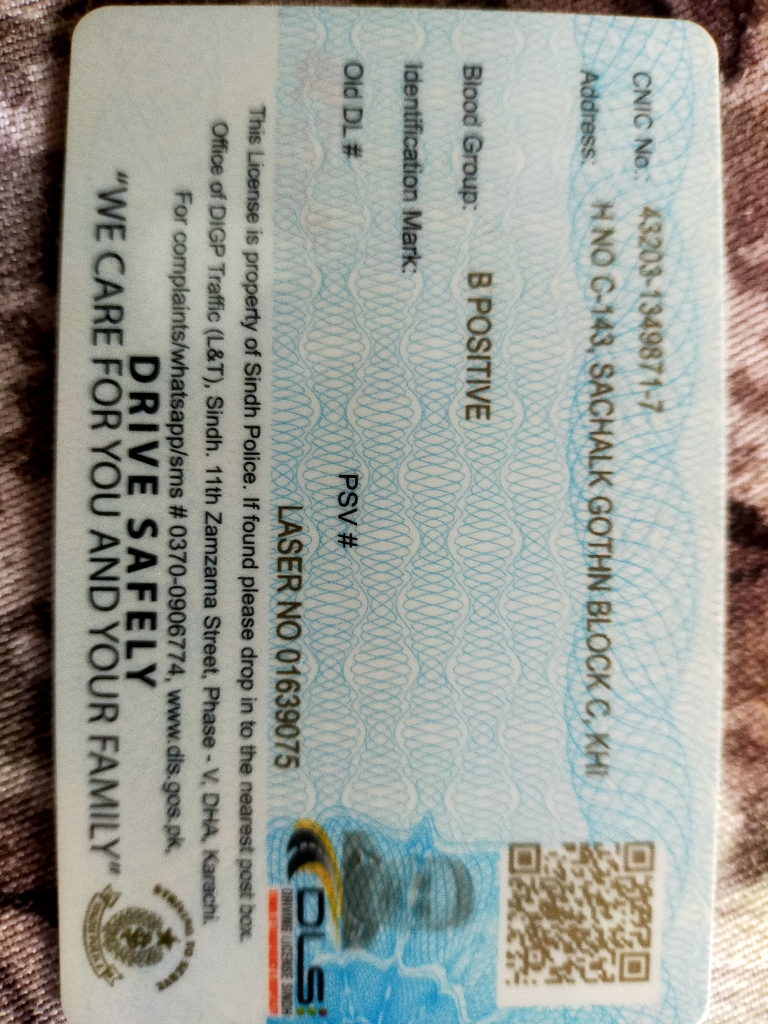 CNIC No.: 43203-1349871-7
Address: H NO C-143, SACHALK GOTHN BLOCK C, KHI
Blood Group: B POSITIVE
Identification Mark:
Old DL # PSV #
LASER NO 01639075
This License is property of Sindh Police. If found please drop in to the nearest post box.
Office of DIGP Traffic (L&T), Sindh. 11th Zamzama Street, Phase - V, DHA, Karachi.
For complaints/whatsapp/sms # 0370-0906774, www.dls.gos.pk,
DRIVE SAFELY
"WE CARE FOR YOU AND YOUR FAMILY"
DLS
DRIVING LICENSE SINDH